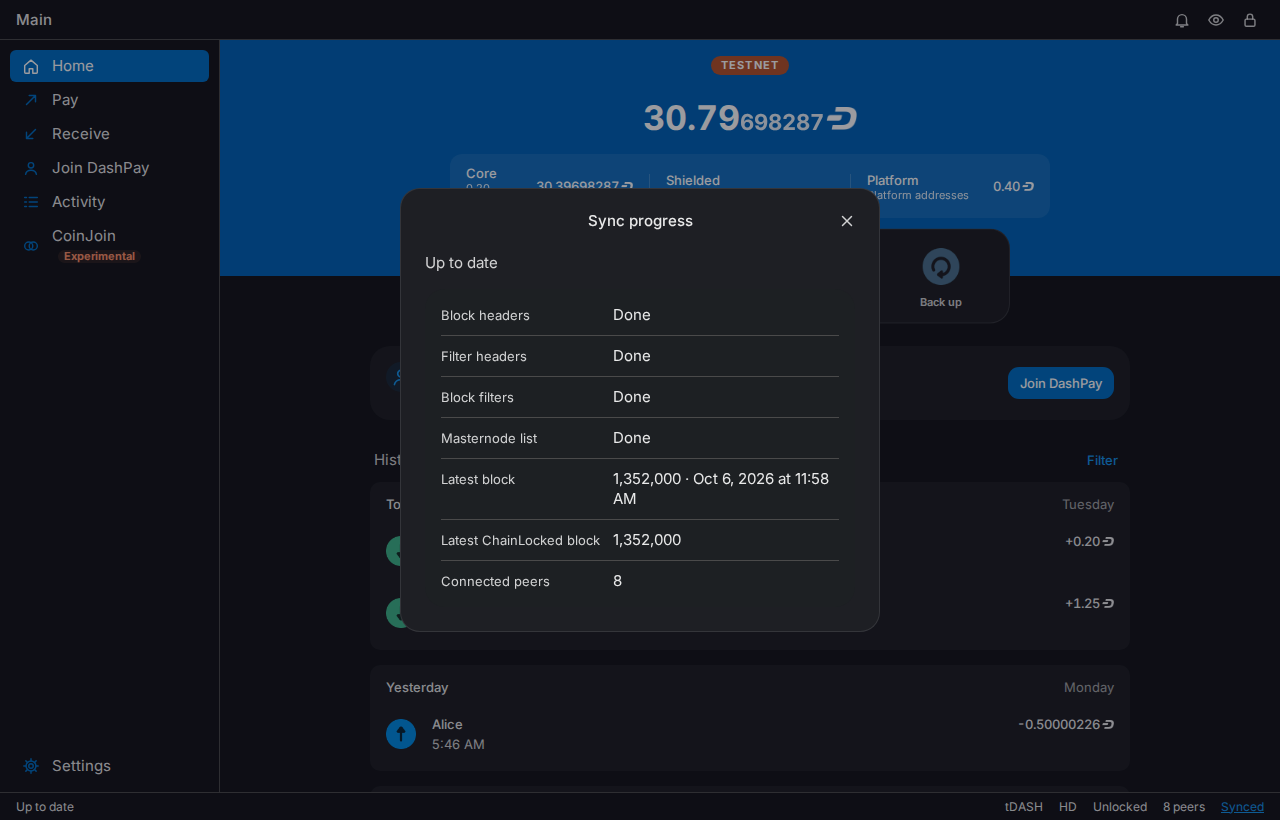 Main
Home
Pay
Receive
Join DashPay
Activity
CoinJoin
Experimental
Settings
TESTNET
30.79698287
Core
30.39698287
Shielded
Platform
Platform addresses
0.40
Back up
Join DashPay
Filter
Tuesday
+0.20
+1.25
Yesterday
Monday
Alice
-0.50000226
5:46 AM
Sync progress
Up to date
Block headers Done
Filter headers Done
Block filters Done
Masternode list Done
Latest block 1,352,000 · Oct 6, 2026 at 11:58
AM
Latest ChainLocked block 1,352,000
Connected peers 8
Up to date
tDASH HD Unlocked 8 peers Synced